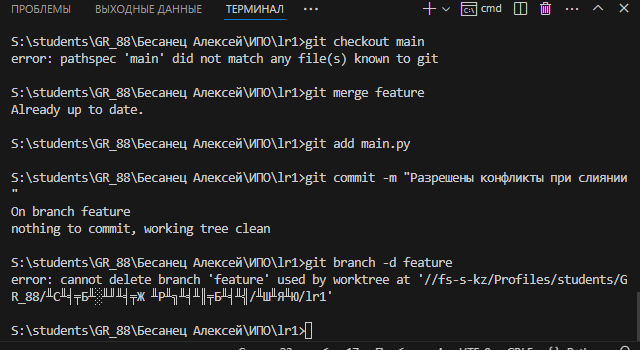 ПРОБЛЕМЫ ВЫХОДНЫЕ ДАННЫЕ ТЕРМИНАЛ ... cmd
S:\students\GR_88\Бесанец Алексей\ИПО\lr1>git checkout main
error: pathspec 'main' did not match any file(s) known to git
S:\students\GR_88\Бесанец Алексей\ИПО\lr1>git merge feature
Already up to date.
S:\students\GR_88\Бесанец Алексей\ИПО\lr1>git add main.py
S:\students\GR_88\Бесанец Алексей\ИПО\lr1>git commit -m "Разрешены конфликты при слиянии
"
On branch feature
nothing to commit, working tree clean
S:\students\GR_88\Бесанец Алексей\ИПО\lr1>git branch -d feature
error: cannot delete branch 'feature' used by worktree at '//fs-s-kz/Profiles/students/G
R_88/
/lr1'
S:\students\GR_88\Бесанец Алексей\ИПО\lr1>